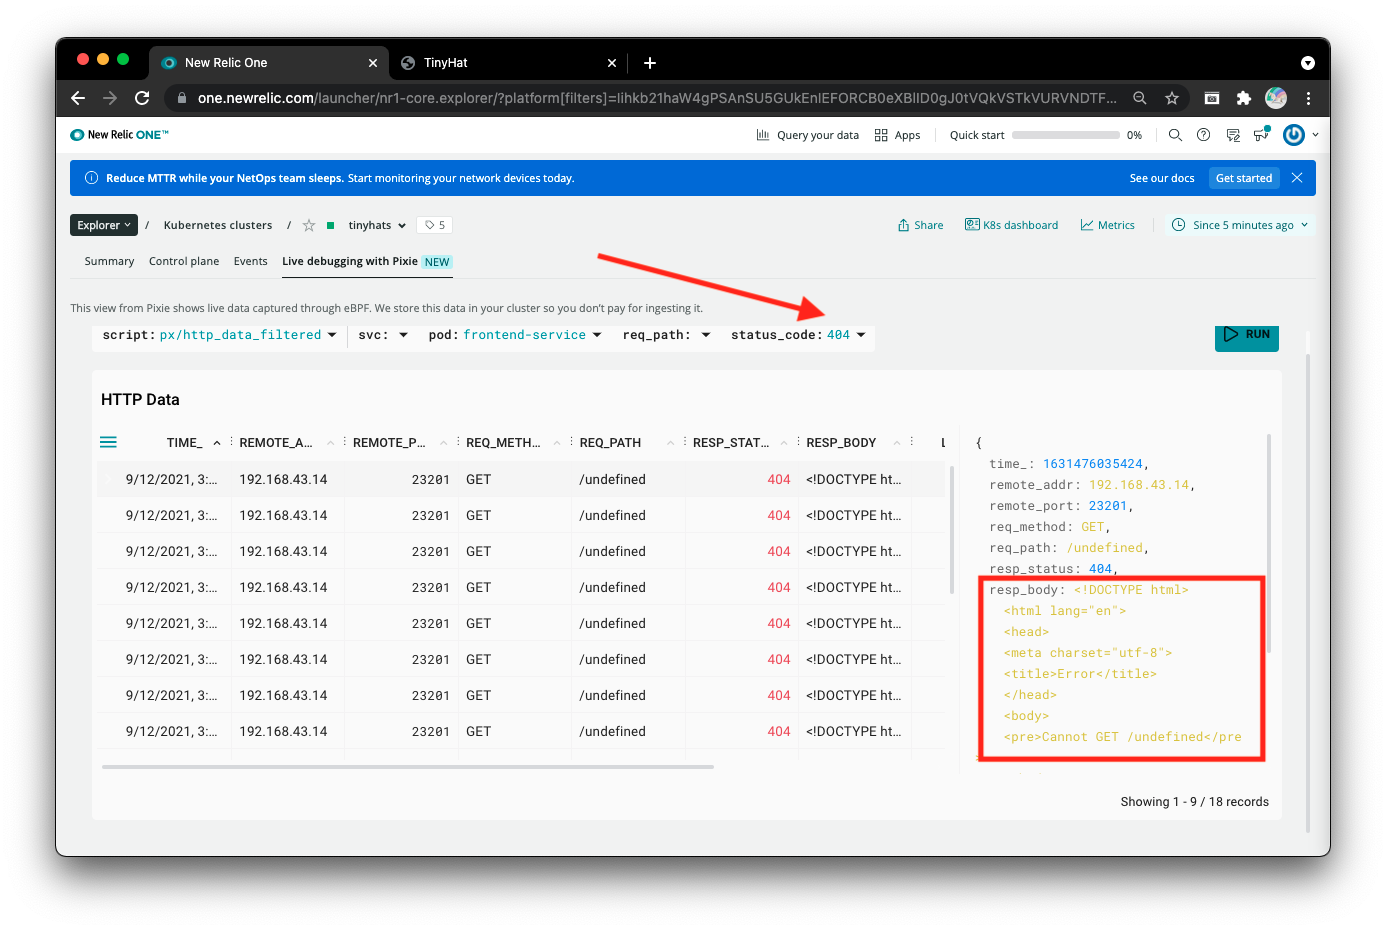 New Relic One
TinyHat
one.newrelic.com/launcher/nr1-core.explorer/?platform[filters]=Iihkb21haW4gPSAnSU5GUkEnIEFORCB0eXBlID0gJ0tVQkVSTkVURVNDTF...
New Relic ONE™
Query your data
Apps
Quick start
0%
Reduce MTTR while your NetOps team sleeps. Start monitoring your network devices today.
See our docs
Get started
Explorer / Kubernetes clusters / tinyhats 5
Share
K8s dashboard
Metrics
Since 5 minutes ago
Summary Control plane Events Live debugging with Pixie NEW
This view from Pixie shows live data captured through eBPF. We store this data in your cluster so you don't pay for ingesting it.
script: px/http_data_filtered svc: pod: frontend-service req_path: status_code: 404
RUN
HTTP Data
TIME_ REMOTE_A... REMOTE_P... REQ_METH... REQ_PATH RESP_STAT... RESP_BODY L
9/12/2021, 3:... 192.168.43.14 23201 GET /undefined 404 <!DOCTYPE ht...
9/12/2021, 3:... 192.168.43.14 23201 GET /undefined 404 <!DOCTYPE ht...
9/12/2021, 3:... 192.168.43.14 23201 GET /undefined 404 <!DOCTYPE ht...
9/12/2021, 3:... 192.168.43.14 23201 GET /undefined 404 <!DOCTYPE ht...
9/12/2021, 3:... 192.168.43.14 23201 GET /undefined 404 <!DOCTYPE ht...
9/12/2021, 3:... 192.168.43.14 23201 GET /undefined 404 <!DOCTYPE ht...
9/12/2021, 3:... 192.168.43.14 23201 GET /undefined 404 <!DOCTYPE ht...
9/12/2021, 3:... 192.168.43.14 23201 GET /undefined 404 <!DOCTYPE ht...
{
time_: 1631476035424,
remote_addr: 192.168.43.14,
remote_port: 23201,
req_method: GET,
req_path: /undefined,
resp_status: 404,
resp_body: <!DOCTYPE html>
<html lang="en">
<head>
<meta charset="utf-8">
<title>Error</title>
</head>
<body>
<pre>Cannot GET /undefined</pre
Showing 1 - 9 / 18 records